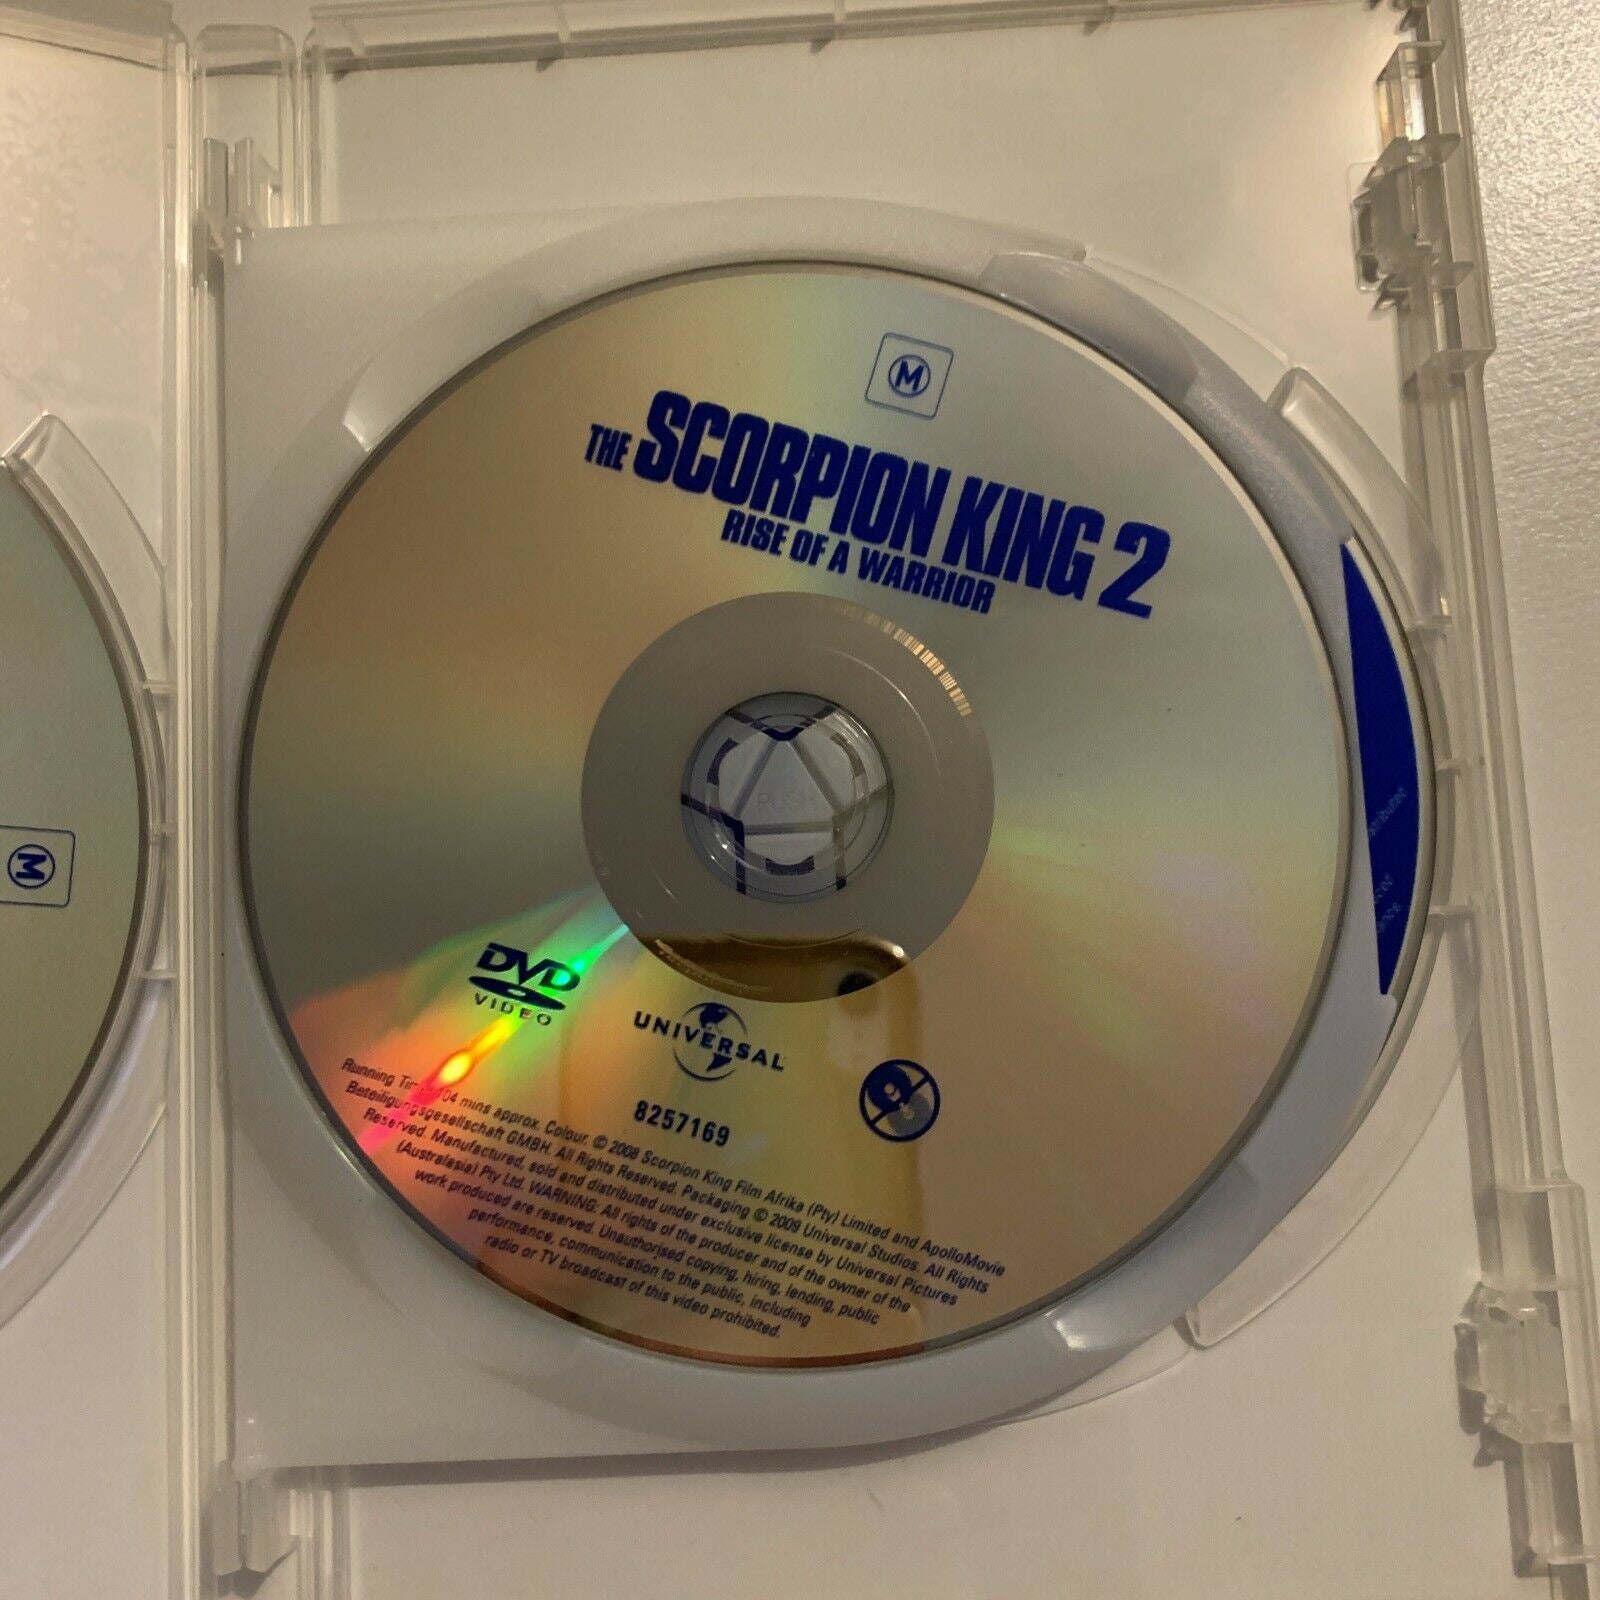 M
THE SCORPION KING 2
RISE OF A WARRIOR
PUSH
DVD
VIDEO
UNIVERSAL
8257169
Running Time 104 mins approx. Colour. © 2008 Scorpion King Film Afrika (Pty) Limited and ApolloMovie
Beteiligungsgesellschaft GMBH. All Rights Reserved. Packaging © 2009 Universal Studios. All Rights
Reserved. Manufactured, sold and distributed under exclusive license by Universal Pictures
(Australasia) Pty Ltd. WARNING: All rights of the producer and of the owner of the
work produced are reserved. Unauthorised copying, hiring, lending, public
performance, communication to the public, including
radio or TV broadcast of this video prohibited.
M